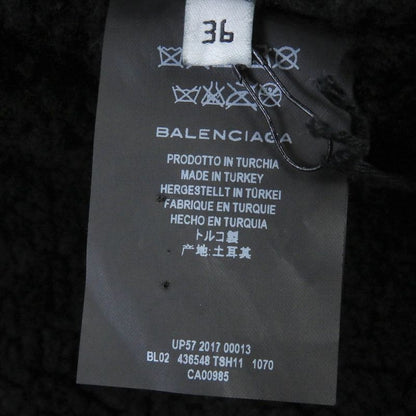 36
BALENCIAGA
PRODOTTO IN TURCHIA
MADE IN TURKEY
HERGESTELLT IN TÜRKEI
FABRIQUE EN TURQUIE
HECHO EN TURQUIA
トルコ製
产地:土耳其
UP57 2017 00013
BL02 436548 TSH11 1070
CA00985